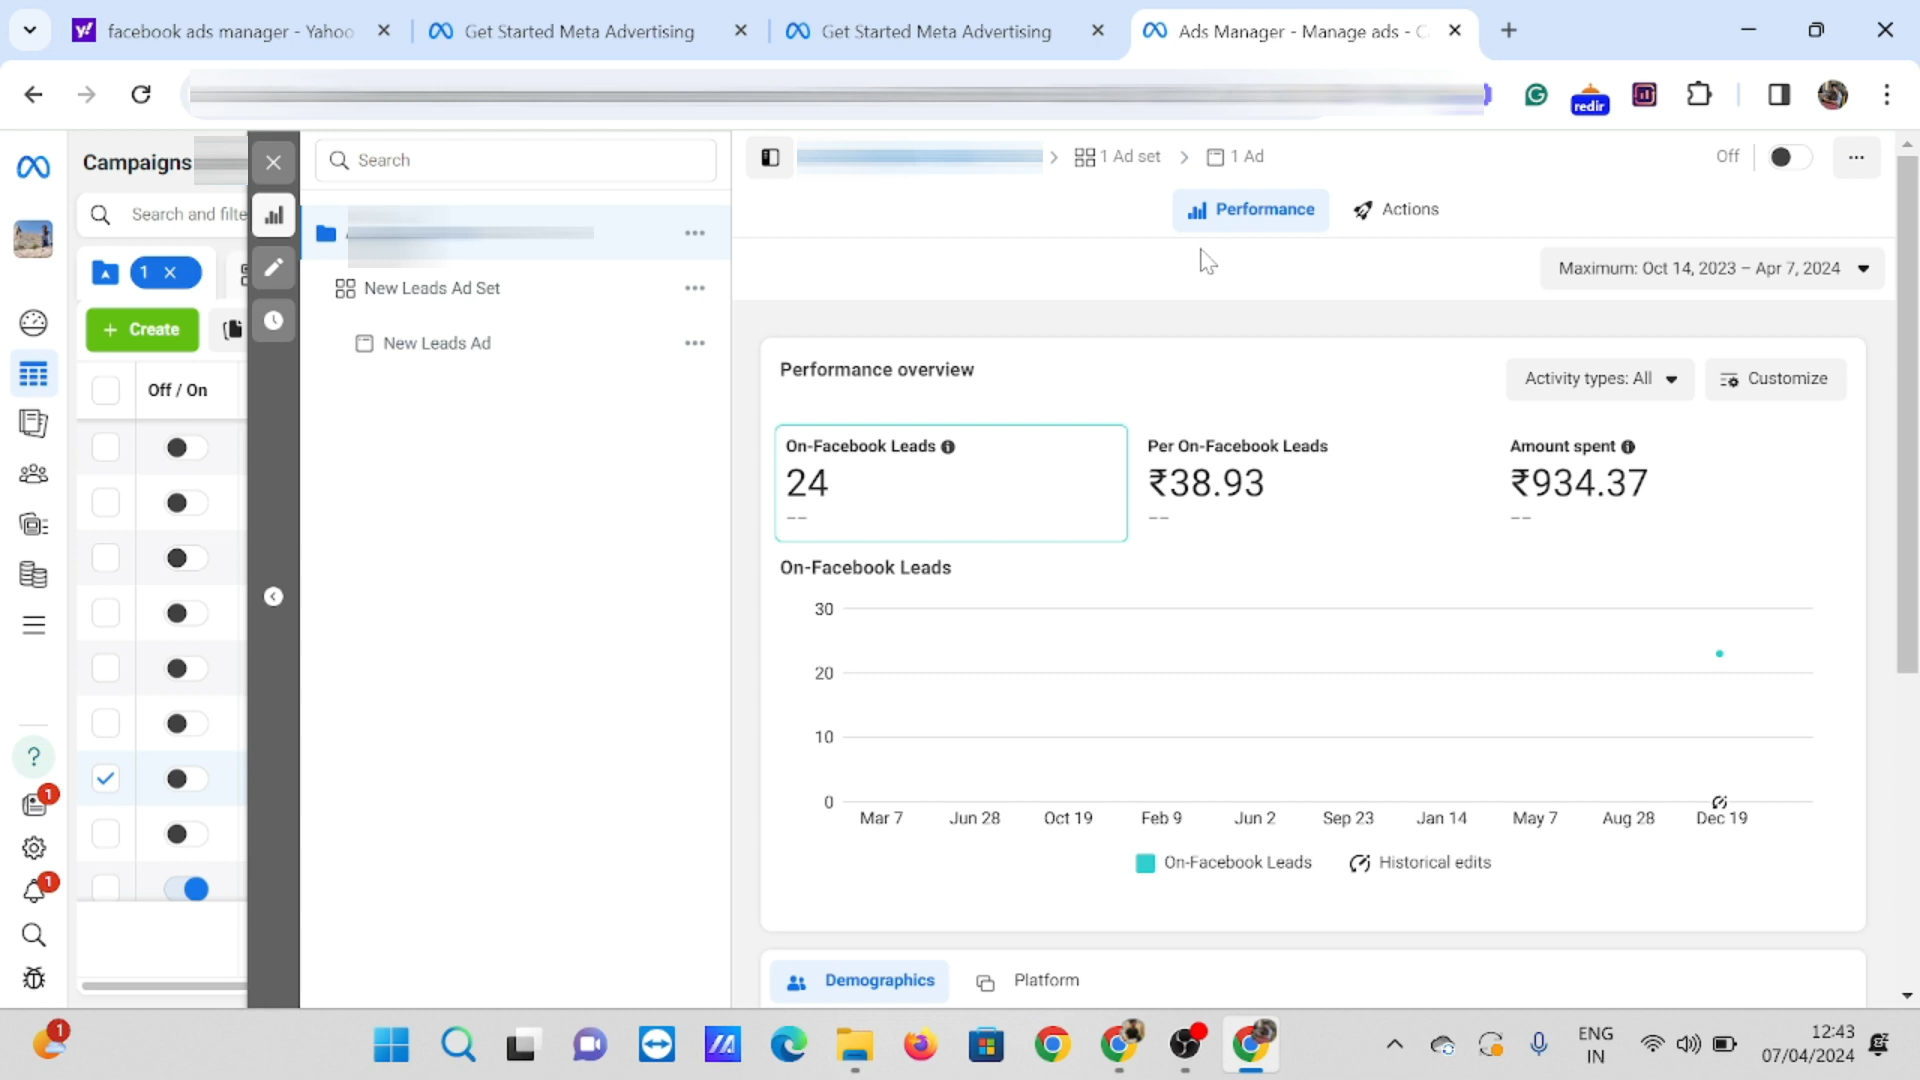 facebook ads manager - Yahoo
Get Started Meta Advertising
Get Started Meta Advertising
Ads Manager - Manage ads - C
redir
Campaigns
Search and filte
1
Create
Off / On
Search
New Leads Ad Set
New Leads Ad
1 Ad set
1 Ad
Off
Performance
Actions
Maximum: Oct 14, 2023 – Apr 7, 2024
Performance overview
Activity types: All
Customize
On-Facebook Leads
24
--
Per On-Facebook Leads
₹38.93
--
Amount spent
₹934.37
--
On-Facebook Leads
30
20
10
0
Mar 7 Jun 28 Oct 19 Feb 9 Jun 2 Sep 23 Jan 14 May 7 Aug 28 Dec 19
On-Facebook Leads
Historical edits
Demographics
Platform
1
1
1
ENG
IN
12:43
07/04/2024